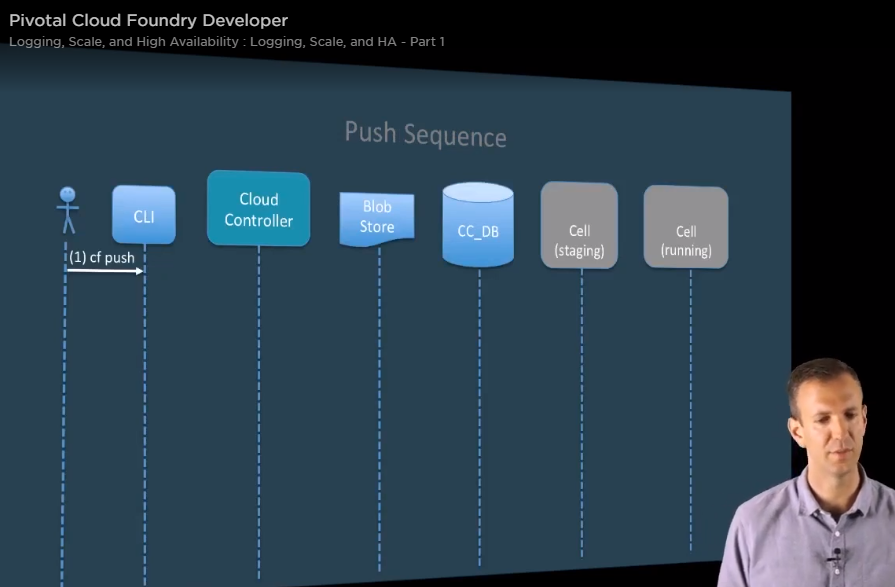 Pivotal Cloud Foundry Developer
Logging, Scale, and High Availability : Logging, Scale, and HA - Part 1
Push Sequence
CLI
Cloud
Controller
Blob
Store
CC_DB
Cell
(staging)
Cell
(running)
(1) cf push